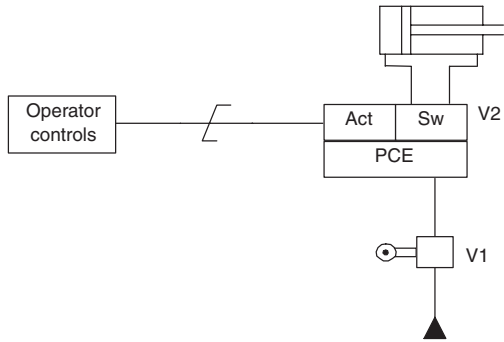 Operator
controls
Act
Sw
V2
PCE
V1